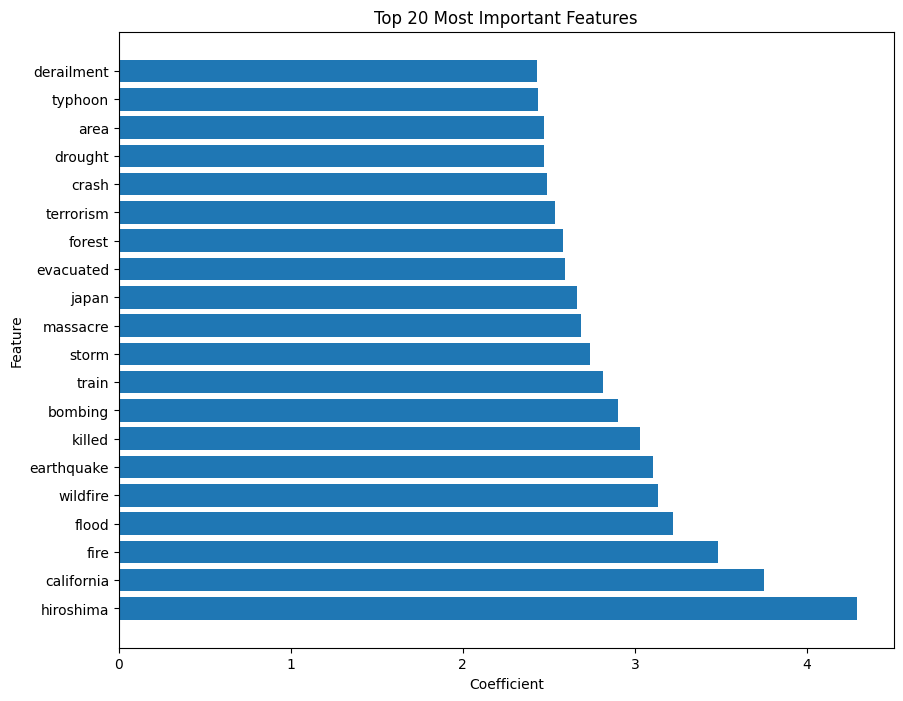 Top 20 Most Important Features
derailment
typhoon
area
drought
crash
terrorism
forest
evacuated
japan
massacre
storm
train
bombing
killed
earthquake
wildfire
flood
fire
california
hiroshima
Feature
0 1 2 3 4
Coefficient